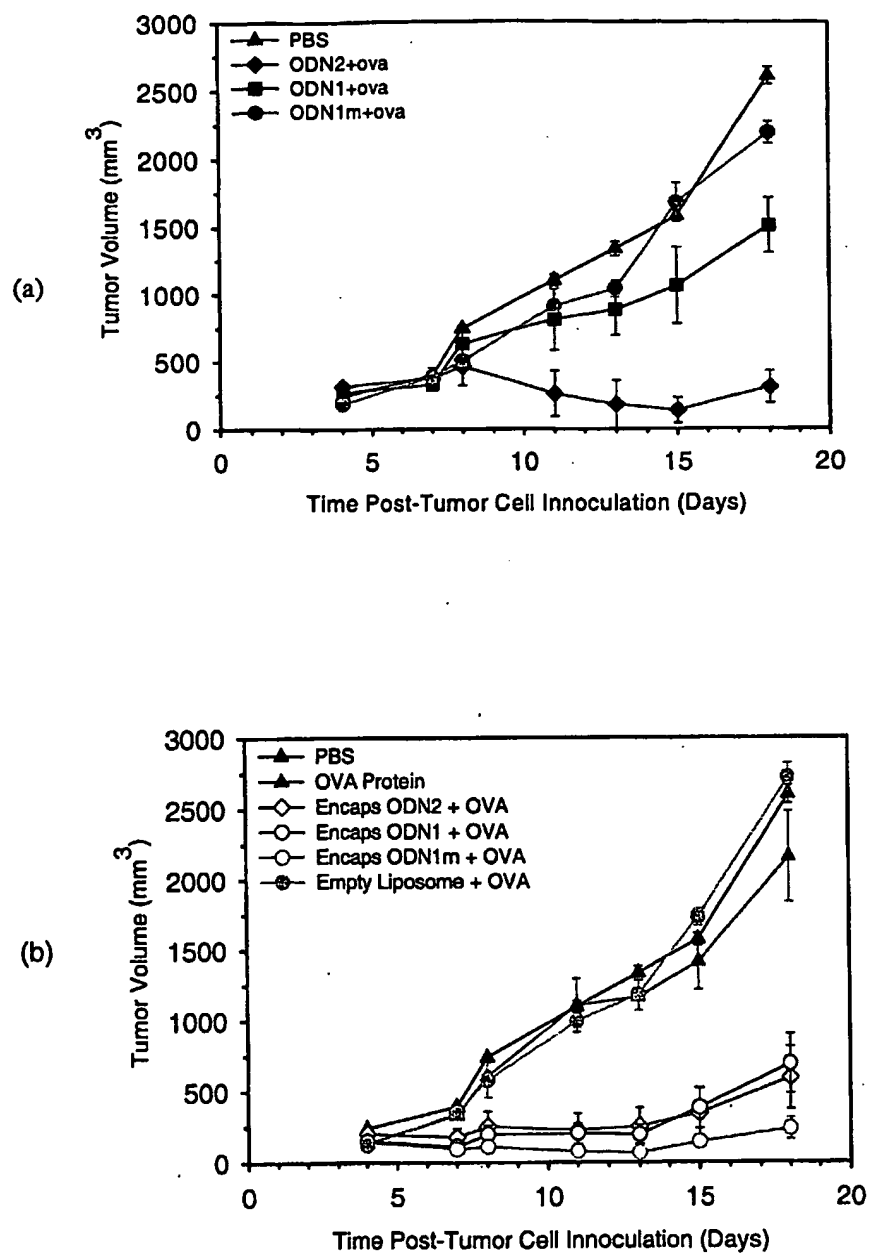 (a)
Tumor Volume (mm³)
3000
2500
2000
1500
1000
500
0
PBS
ODN2+ova
ODN1+ova
ODN1m+ova
0 5 10 15 20
Time Post-Tumor Cell Innoculation (Days)
(b)
Tumor Volume (mm³)
3000
2500
2000
1500
1000
500
0
PBS
OVA Protein
Encaps ODN2 + OVA
Encaps ODN1 + OVA
Encaps ODN1m + OVA
Empty Liposome + OVA
0 5 10 15 20
Time Post-Tumor Cell Innoculation (Days)